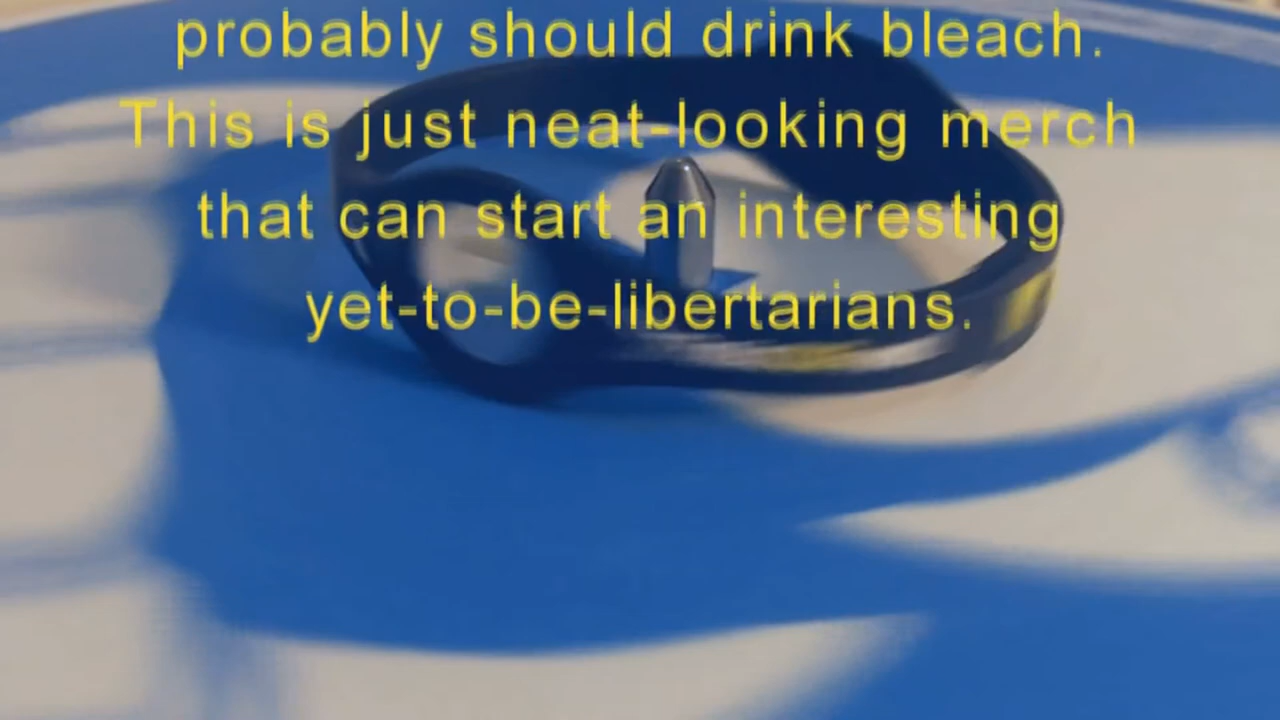 probably should drink bleach.
This is just neat-looking merch
that can start an interesting
yet-to-be-libertarians.